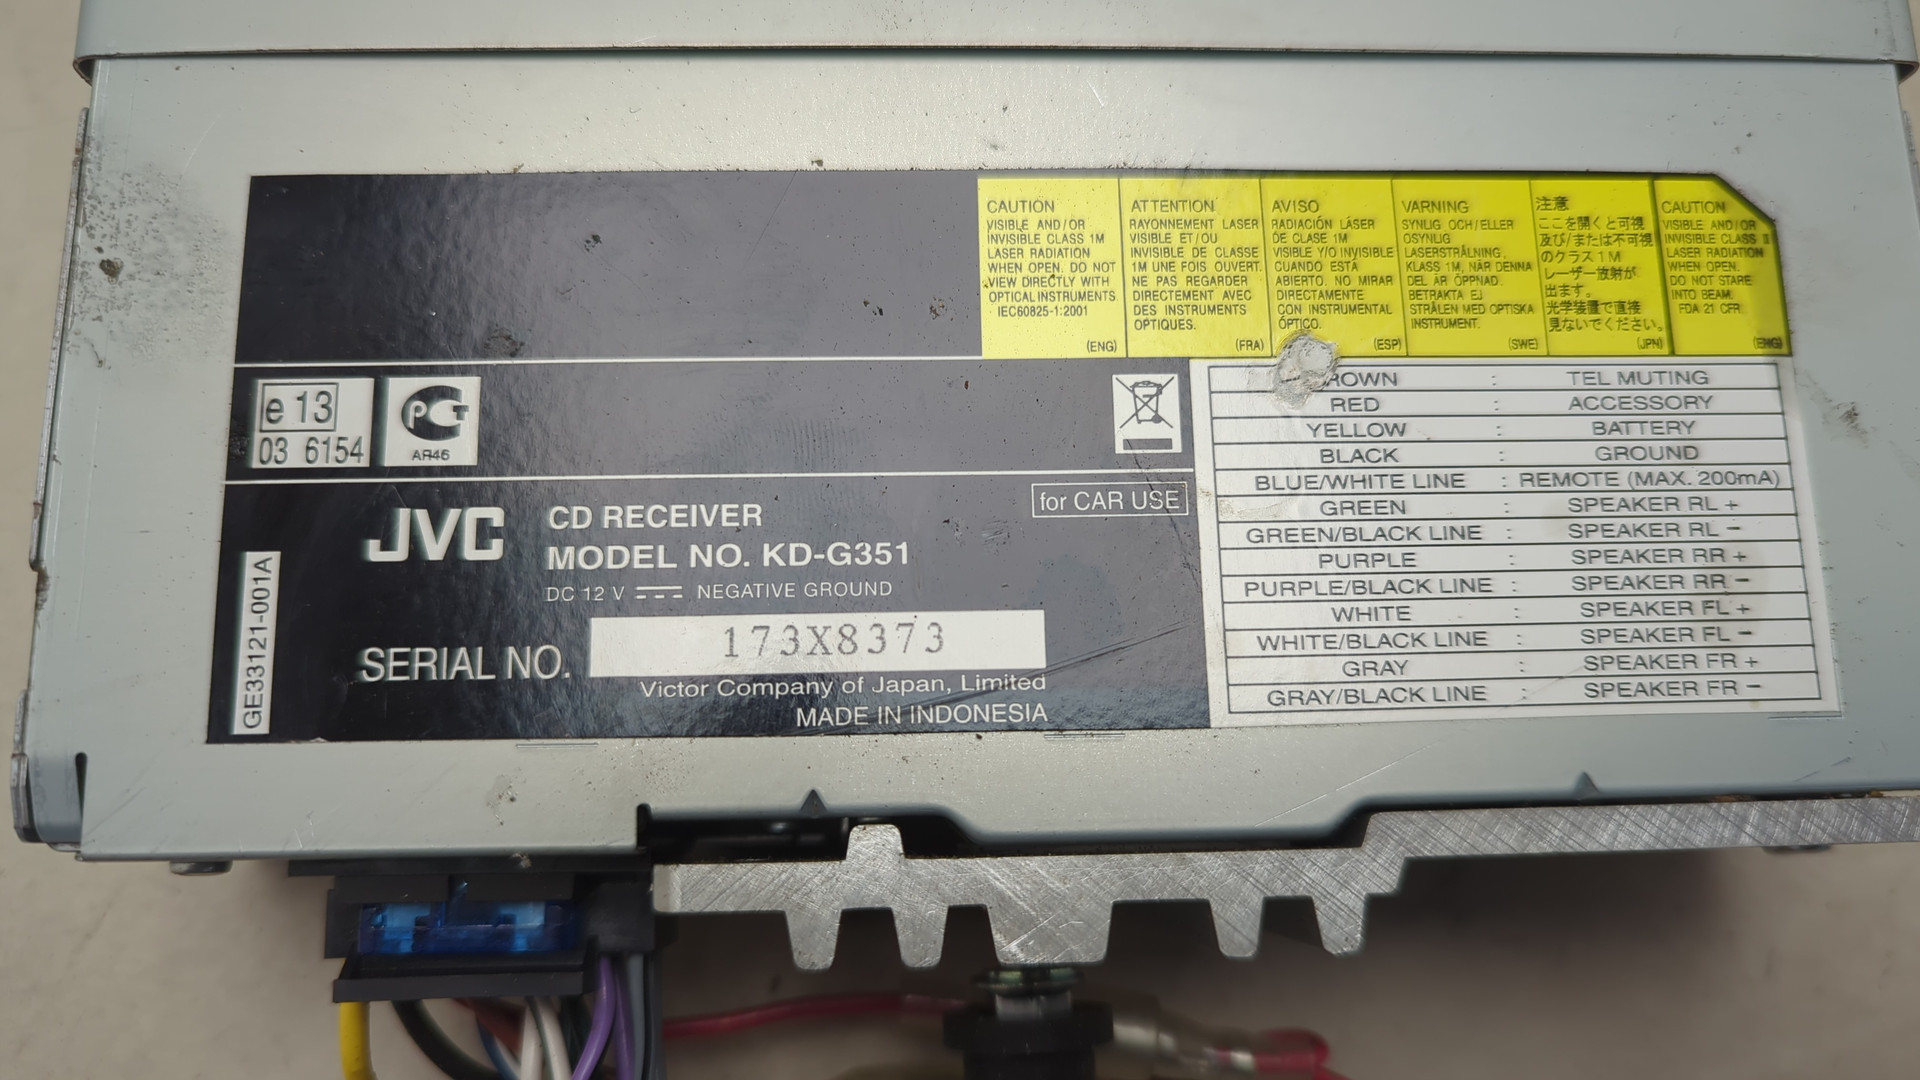 CAUTION
VISIBLE AND/OR
INVISIBLE CLASS 1M
LASER RADIATION
WHEN OPEN. DO NOT
VIEW DIRECTLY WITH
OPTICAL INSTRUMENTS
IEC60825-1:2001
(ENG)
ATTENTION
RAYONNEMENT LASER
VISIBLE ET/OU
INVISIBLE DE CLASSE
1M UNE FOIS OUVERT.
NE PAS REGARDER
DIRECTEMENT AVEC
DES INSTRUMENTS
OPTIQUES.
(FRA)
AVISO
RADIACIÓN LÁSER
DE CLASE 1M
VISIBLE Y/O INVISIBLE
CUANDO ESTÁ
ABIERTO. NO MIRAR
DIRECTAMENTE
CON INSTRUMENTAL
ÓPTICO.
(ESP)
VARNING
SYNLIG OCH/ELLER
OSYNLIG
LASERSTRÅLNING,
KLASS 1M, NÄR DENNA
DEL ÄR ÖPPNAD.
BETRAKTA EJ
STRÅLEN MED OPTISKA
INSTRUMENT.
(SWE)
注意
ここを開くと可視
及び/または不可視
のクラス1M
レーザー放射が
出ます。
光学装置で直接
見ないでください。
(JPN)
CAUTION
VISIBLE AND/OR
INVISIBLE CLASS II
LASER RADIATION
WHEN OPEN.
DO NOT STARE
INTO BEAM.
FDA 21 CFR
(ENG)
e 13
03 6154
РСТ
AR46
JVC
CD RECEIVER
MODEL NO. KD-G351
DC 12 V NEGATIVE GROUND
for CAR USE
SERIAL NO. 173X8373
Victor Company of Japan, Limited
MADE IN INDONESIA
GE33121-001A
ROWN : TEL MUTING
RED : ACCESSORY
YELLOW : BATTERY
BLACK : GROUND
BLUE/WHITE LINE : REMOTE (MAX. 200mA)
GREEN : SPEAKER RL +
GREEN/BLACK LINE : SPEAKER RL −
PURPLE : SPEAKER RR +
PURPLE/BLACK LINE : SPEAKER RR −
WHITE : SPEAKER FL +
WHITE/BLACK LINE : SPEAKER FL −
GRAY : SPEAKER FR +
GRAY/BLACK LINE : SPEAKER FR −